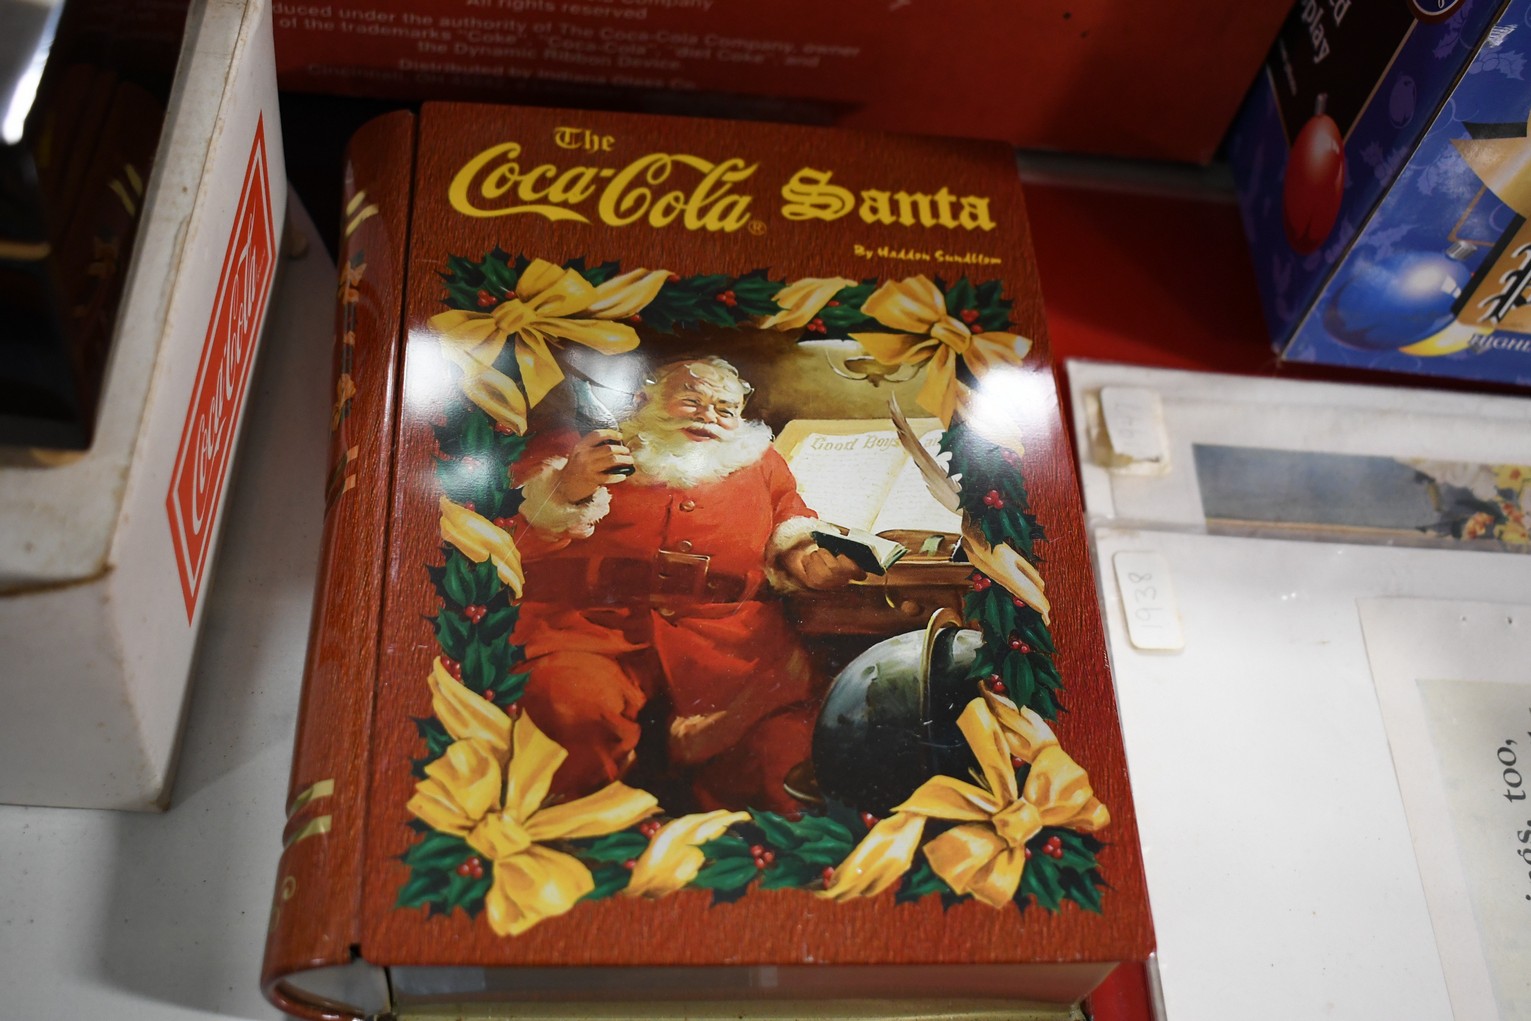 All rights reserved
duced under the authority of The Coca-Cola Company, owner
of the trademarks "Coke", "Coca-Cola", "diet Coke", and
the Dynamic Ribbon Device.
Distributed by Indiana Glass Co.
The
Coca-Cola® Santa
By Haddon Sundblom
Good Boys
Coca-Cola
play
1938
too,